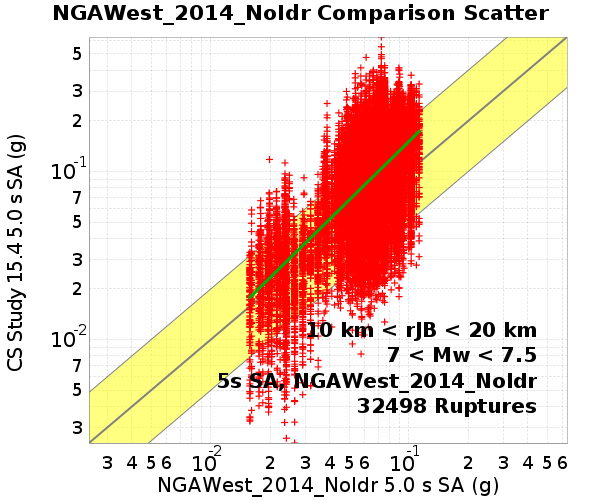 NGAWest_2014_NoIdr Comparison Scatter
CS Study 15.4 5.0 s SA (g)
5
3
2
10-1
7
5
3
2
10-2
7
5
3
10 km < rJB < 20 km
7 < Mw < 7.5
5s SA, NGAWest_2014_NoIdr
32498 Ruptures
3 4 5 6 10-2 2 3 4 5 6 10-1 2 3 4 5 6
NGAWest_2014_NoIdr 5.0 s SA (g)